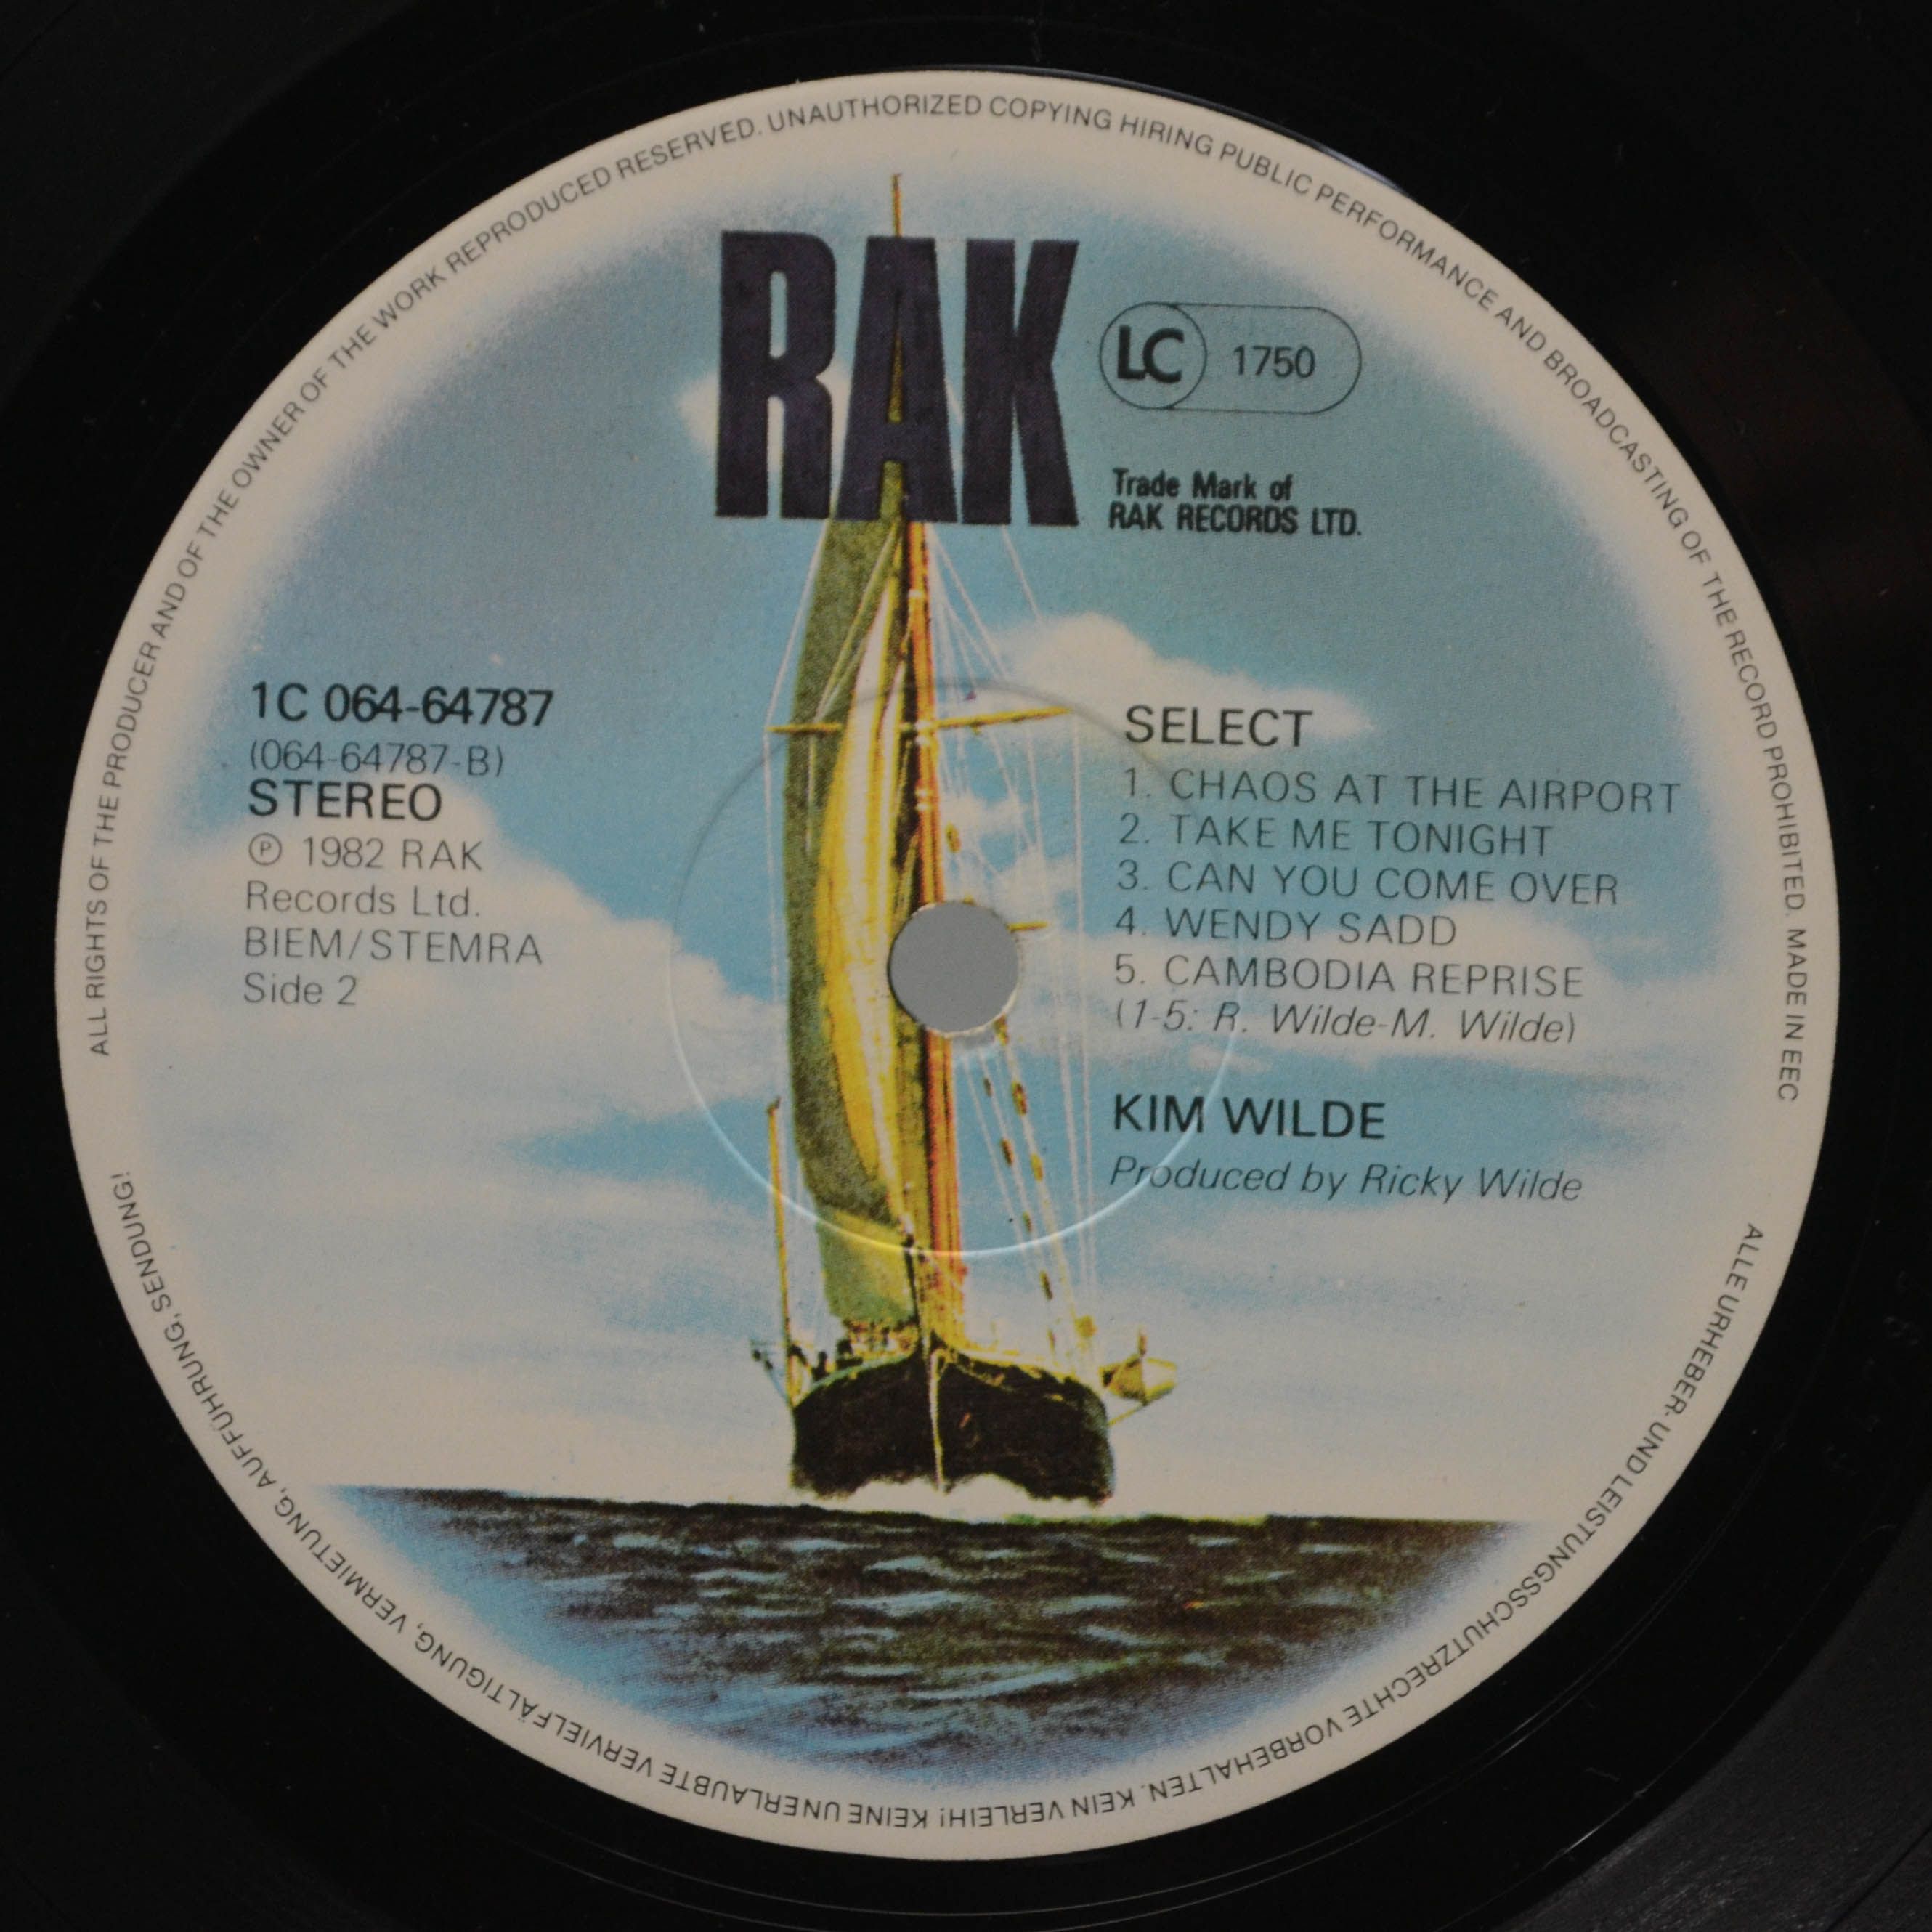 ALL RIGHTS OF THE PRODUCER AND OF THE OWNER OF THE WORK REPRODUCED RESERVED. UNAUTHORIZED COPYING HIRING PUBLIC PERFORMANCE AND BROADCASTING OF THE RECORD PROHIBITED. MADE IN EEC
RAK
LC 1750
Trade Mark of
RAK RECORDS LTD.
1C 064-64787
(064-64787-B)
STEREO
Ⓟ 1982 RAK
Records Ltd.
BIEM/STEMRA
Side 2
SELECT
1. CHAOS AT THE AIRPORT
2. TAKE ME TONIGHT
3. CAN YOU COME OVER
4. WENDY SADD
5. CAMBODIA REPRISE
(1-5: R. Wilde-M. Wilde)
KIM WILDE
Produced by Ricky Wilde
ALLE URHEBER- UND LEISTUNGSSCHUTZRECHTE VORBEHALTEN. KEIN VERLEIH! KEINE UNERLAUBTE VERVIELFÄLTIGUNG, VERMIETUNG, AUFFÜHRUNG, SENDUNG!